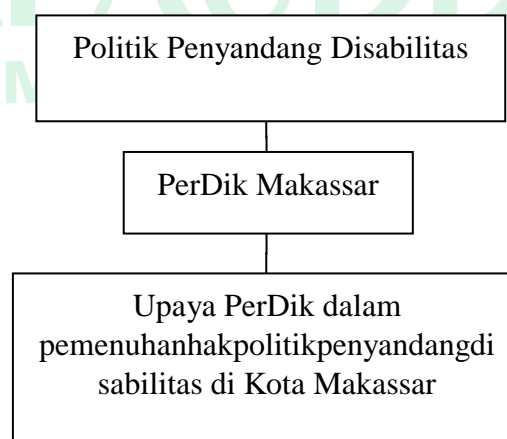 Politik Penyandang Disabilitas
PerDik Makassar
Upaya PerDik dalam
pemenuhanhakpolitikpenyandangdi
sabilitas di Kota Makassar